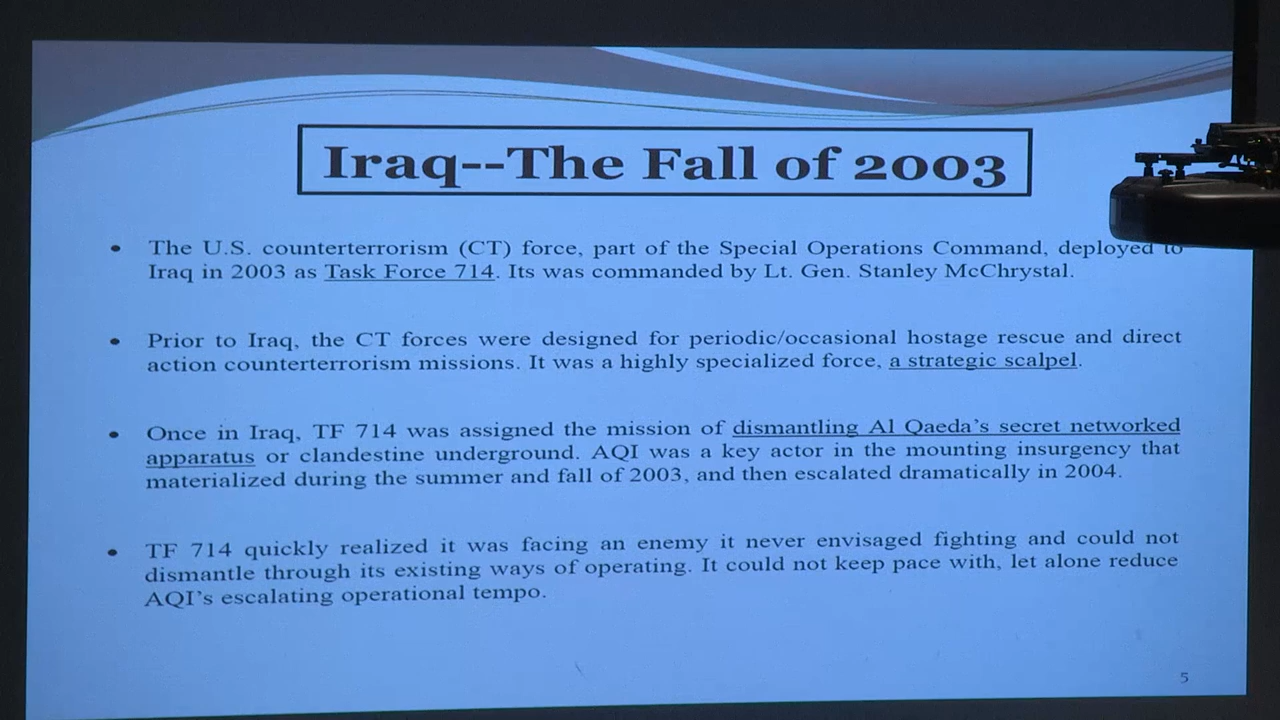 Iraq--The Fall of 2003
• The U.S. counterterrorism (CT) force, part of the Special Operations Command, deployed to
Iraq in 2003 as Task Force 714. Its was commanded by Lt. Gen. Stanley McChrystal.
• Prior to Iraq, the CT forces were designed for periodic/occasional hostage rescue and direct
action counterterrorism missions. It was a highly specialized force, a strategic scalpel.
• Once in Iraq, TF 714 was assigned the mission of dismantling Al Qaeda's secret networked
apparatus or clandestine underground. AQI was a key actor in the mounting insurgency that
materialized during the summer and fall of 2003, and then escalated dramatically in 2004.
• TF 714 quickly realized it was facing an enemy it never envisaged fighting and could not
dismantle through its existing ways of operating. It could not keep pace with, let alone reduce
AQI's escalating operational tempo.
5